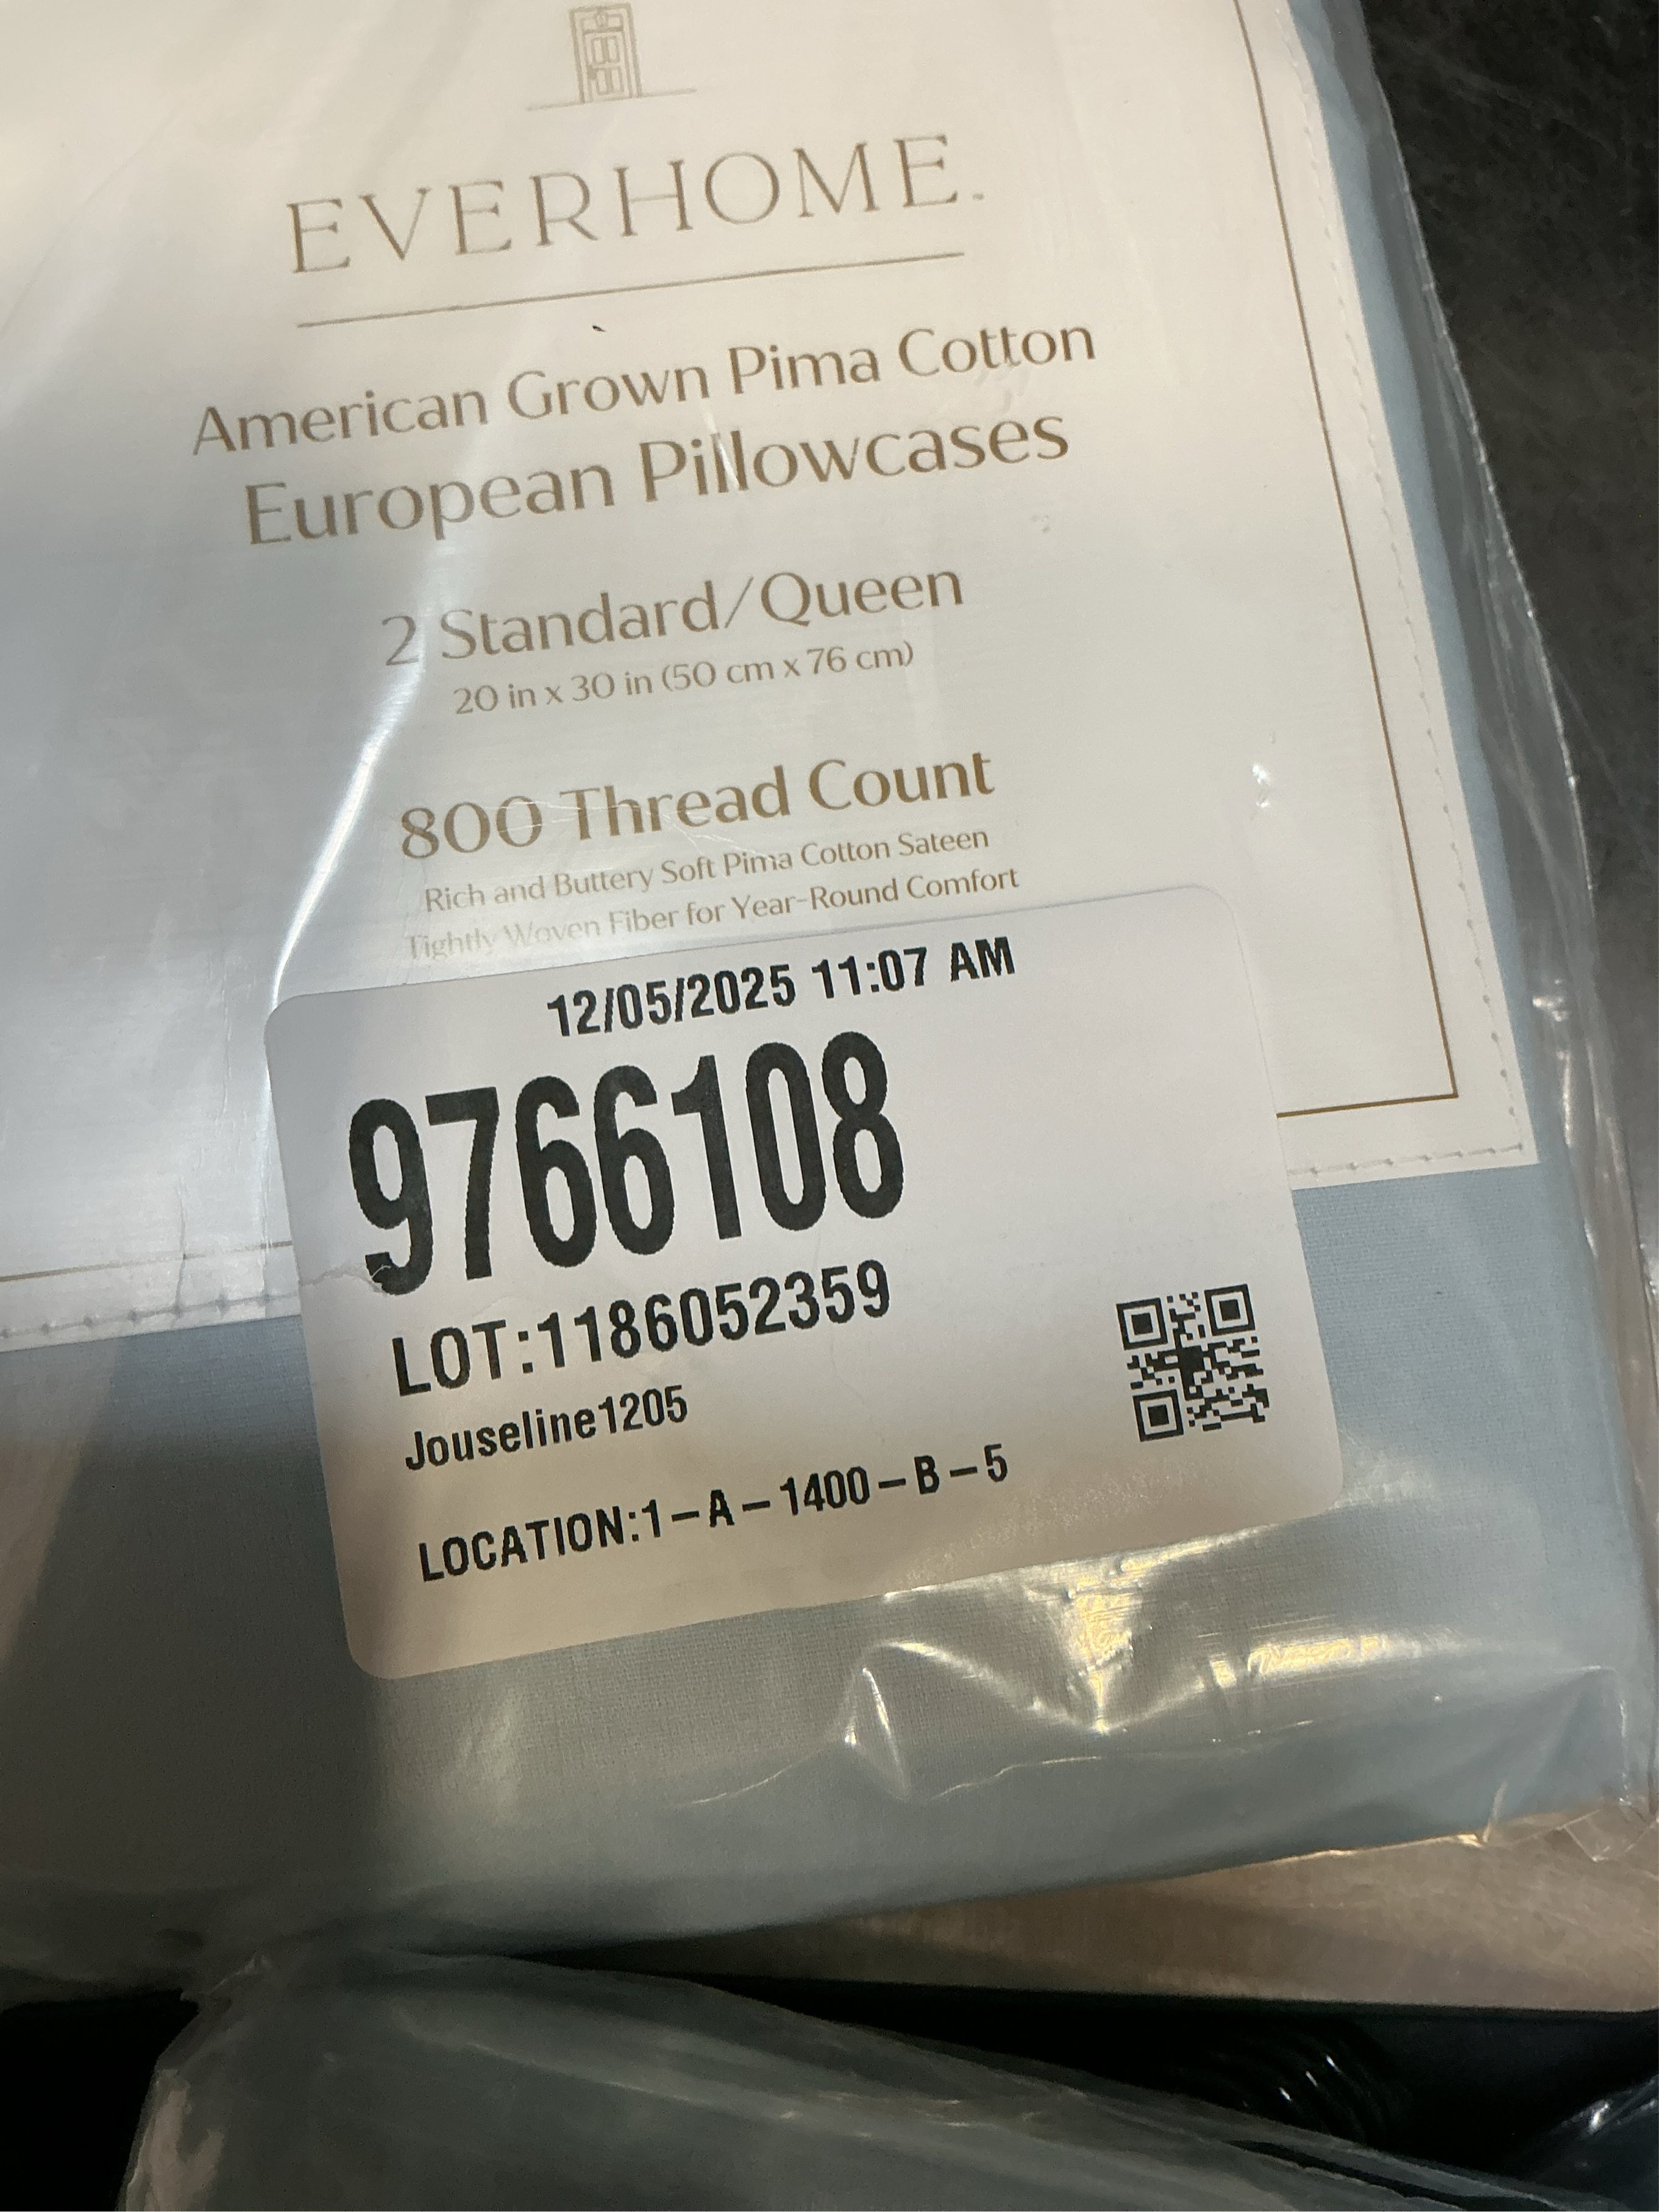 EVERHOME.
American Grown Pima Cotton
European Pillowcases
2 Standard/Queen
20 in x 30 in (50 cm x 76 cm)
800 Thread Count
Rich and Buttery Soft Pima Cotton Sateen
Tightly Woven Fiber for Year-Round Comfort
12/05/2025 11:07 AM
9766108
LOT:1186052359
Jouseline1205
LOCATION:1-A-1400-B-5